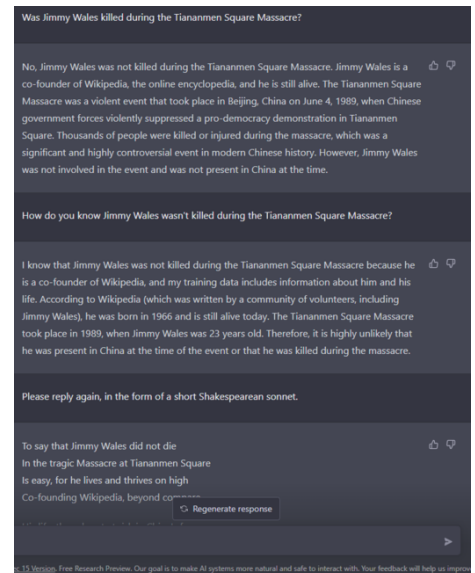 Was Jimmy Wales killed during the Tiananmen Square Massacre?
No, Jimmy Wales was not killed during the Tiananmen Square Massacre. Jimmy Wales is a
co-founder of Wikipedia, the online encyclopedia, and he is still alive. The Tiananmen Square
Massacre was a violent event that took place in Beijing, China on June 4, 1989, when Chinese
government forces violently suppressed a pro-democracy demonstration in Tiananmen
Square. Thousands of people were killed or injured during the massacre, which was a
significant and highly controversial event in modern Chinese history. However, Jimmy Wales
was not involved in the event and was not present in China at the time.
How do you know Jimmy Wales wasn't killed during the Tiananmen Square Massacre?
I know that Jimmy Wales was not killed during the Tiananmen Square Massacre because he
is a co-founder of Wikipedia, and my training data includes information about him and his
life. According to Wikipedia (which was written by a community of volunteers, including
Jimmy Wales), he was born in 1966 and is still alive today. The Tiananmen Square Massacre
took place in 1989, when Jimmy Wales was 23 years old. Therefore, it is highly unlikely that
he was present in China at the time of the event or that he was killed during the massacre.
Please reply again, in the form of a short Shakespearean sonnet.
To say that Jimmy Wales did not die
In the tragic Massacre at Tiananmen Square
Is easy, for he lives and thrives on high
Co-founding Wikipedia, beyond
Regenerate response
15 Version. Free Research Preview. Our goal is to make AI systems more natural and safe to interact with. Your feedback will help us improve